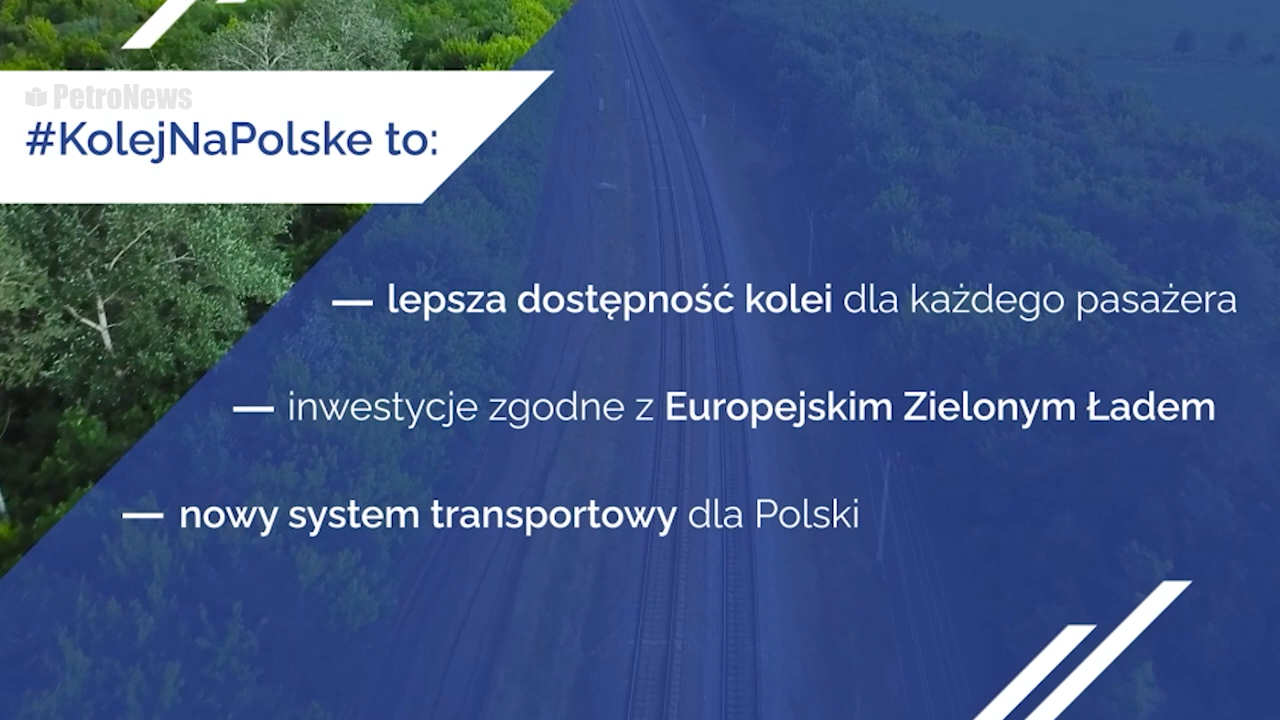 PetroNews
#KolejNaPolske to:
— lepsza dostępność kolei dla każdego pasażera
— inwestycje zgodne z Europejskim Zielonym Ładem
— nowy system transportowy dla Polski